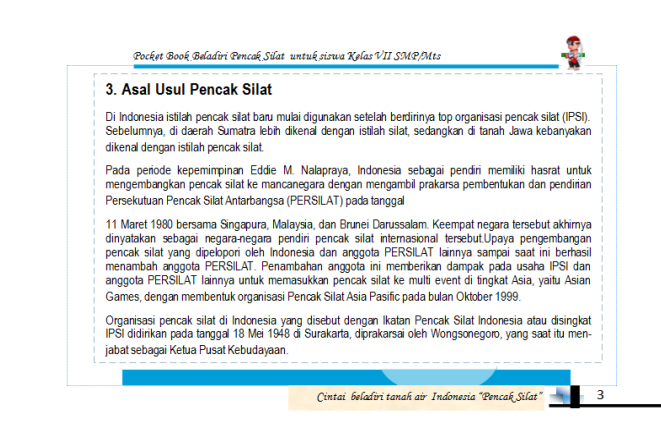 Pocket Book Beladiri Pencak Silat untuk siswa Kelas VII SMP/Mts
3. Asal Usul Pencak Silat
Di Indonesia istilah pencak silat baru mulai digunakan setelah berdirinya top organisasi pencak silat (IPSI).
Sebelumnya, di daerah Sumatra lebih dikenal dengan istilah silat, sedangkan di tanah Jawa kebanyakan
dikenal dengan istilah pencak silat.
Pada periode kepemimpinan Eddie M. Nalapraya, Indonesia sebagai pendiri memiliki hasrat untuk
mengembangkan pencak silat ke mancanegara dengan mengambil prakarsa pembentukan dan pendirian
Persekutuan Pencak Silat Antarbangsa (PERSILAT) pada tanggal
11 Maret 1980 bersama Singapura, Malaysia, dan Brunei Darussalam. Keempat negara tersebut akhirnya
dinyatakan sebagai negara-negara pendiri pencak silat internasional tersebut.Upaya pengembangan
pencak silat yang dipelopori oleh Indonesia dan anggota PERSILAT lainnya sampai saat ini berhasil
menambah anggota PERSILAT. Penambahan anggota ini memberikan dampak pada usaha IPSI dan
anggota PERSILAT lainnya untuk memasukkan pencak silat ke multi event di tingkat Asia, yaitu Asian
Games, dengan membentuk organisasi Pencak Silat Asia Pasific pada bulan Oktober 1999.
Organisasi pencak silat di Indonesia yang disebut dengan Ikatan Pencak Silat Indonesia atau disingkat
IPSI didirikan pada tanggal 18 Mei 1948 di Surakarta, diprakarsai oleh Wongsonegoro, yang saat itu men-
jabat sebagai Ketua Pusat Kebudayaan.
Cintai beladiri tanah air Indonesia "Pencak Silat"
3